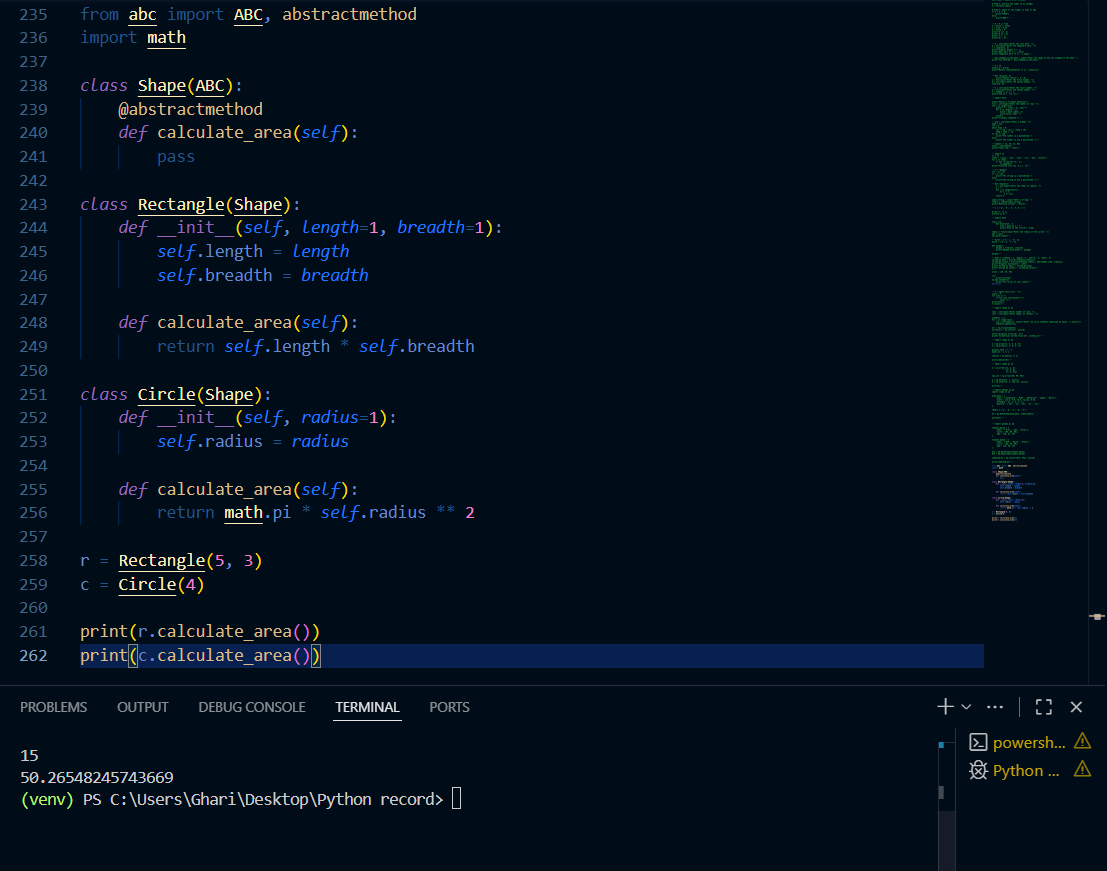 235 from abc import ABC, abstractmethod
236 import math
237
238 class Shape(ABC):
239     @abstractmethod
240     def calculate_area(self):
241         pass
242
243 class Rectangle(Shape):
244     def __init__(self, length=1, breadth=1):
245         self.length = length
246         self.breadth = breadth
247
248     def calculate_area(self):
249         return self.length * self.breadth
250
251 class Circle(Shape):
252     def __init__(self, radius=1):
253         self.radius = radius
254
255     def calculate_area(self):
256         return math.pi * self.radius ** 2
257
258 r = Rectangle(5, 3)
259 c = Circle(4)
260
261 print(r.calculate_area())
262 print(c.calculate_area())
PROBLEMS OUTPUT DEBUG CONSOLE TERMINAL PORTS
15
50.26548245743669
(venv) PS C:\Users\Ghari\Desktop\Python record>
powersh...
Python ...